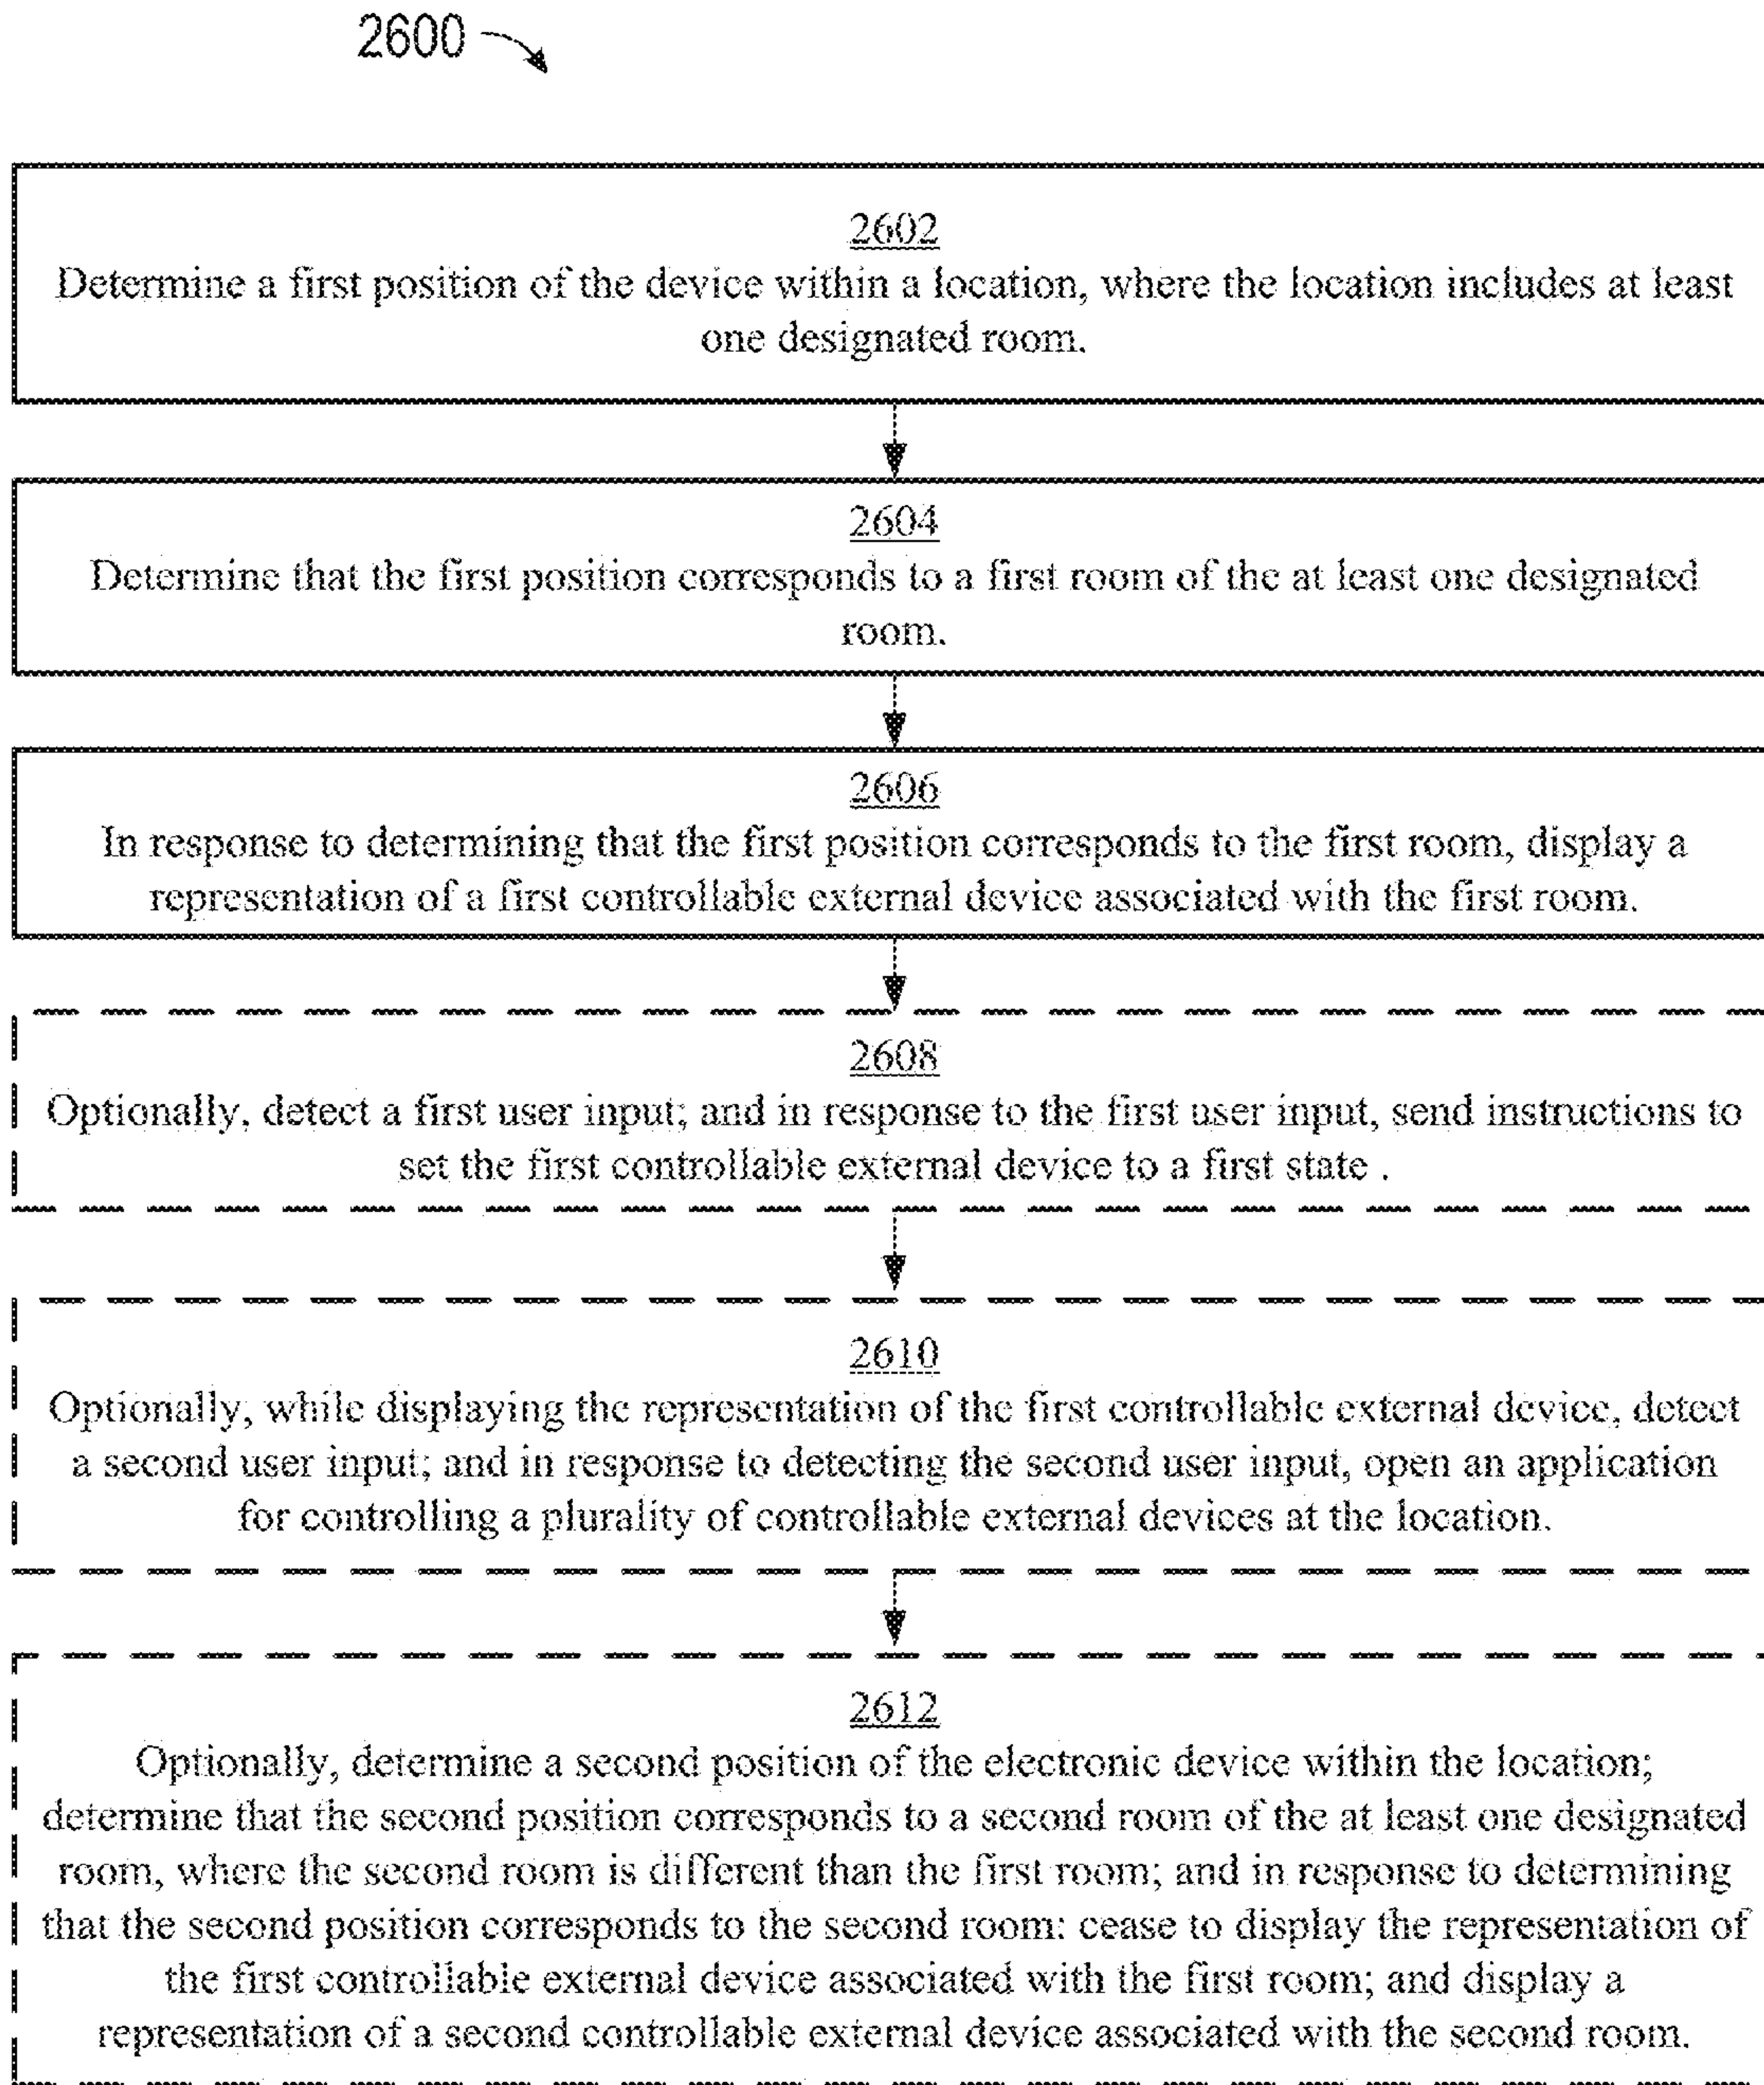 2600
2602
Determine a first position of the device within a location, where the location includes at least
one designated room.
2604
Determine that the first position corresponds to a first room of the at least one designated
room.
2606
In response to determining that the first position corresponds to the first room, display a
representation of a first controllable external device associated with the first room.
2608
Optionally, detect a first user input; and in response to the first user input, send instructions to
set the first controllable external device to a first state .
2610
Optionally, while displaying the representation of the first controllable external device, detect
a second user input; and in response to detecting the second user input, open an application
for controlling a plurality of controllable external devices at the location.
2612
Optionally, determine a second position of the electronic device within the location;
determine that the second position corresponds to a second room of the at least one designated
room, where the second room is different than the first room; and in response to determining
that the second position corresponds to the second room: cease to display the representation of
the first controllable external device associated with the first room; and display a
representation of a second controllable external device associated with the second room.